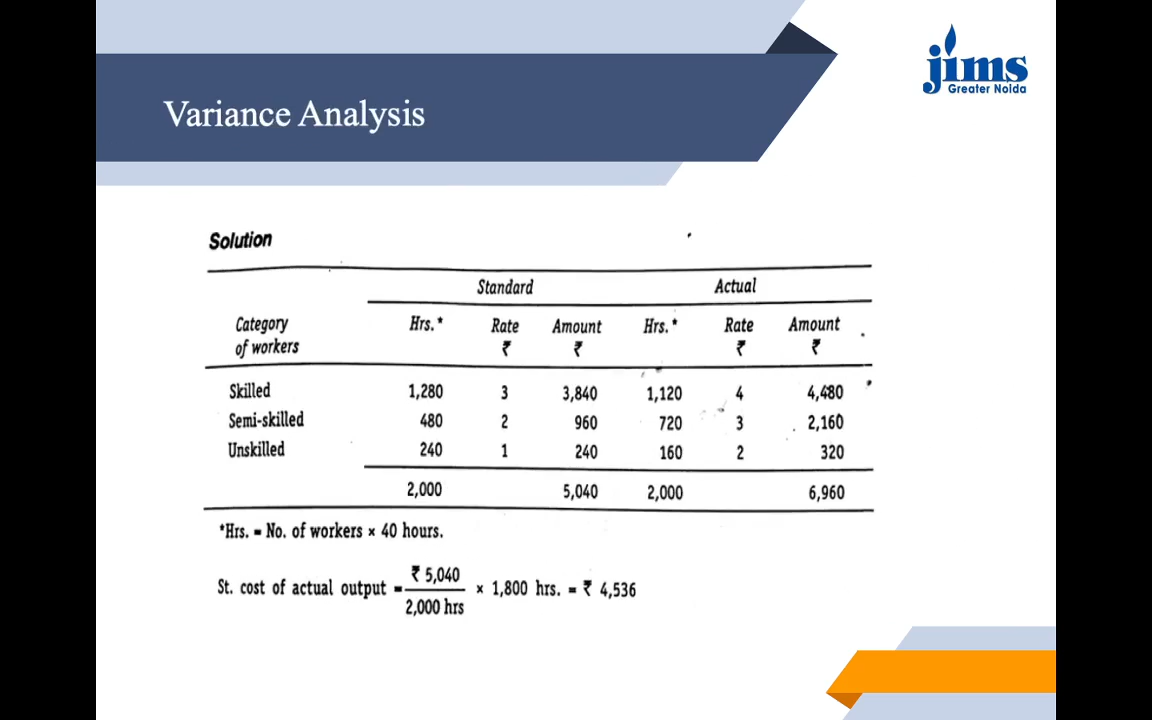 jims
Greater Noida
Variance Analysis
Solution
Standard Actual
Category of workers Hrs.* Rate ₹ Amount ₹ Hrs.* Rate ₹ Amount ₹
Skilled 1,280 3 3,840 1,120 4 4,480
Semi-skilled 480 2 960 720 3 2,160
Unskilled 240 1 240 160 2 320
2,000 5,040 2,000 6,960
*Hrs. = No. of workers × 40 hours.
St. cost of actual output = ₹ 5,040 / 2,000 hrs × 1,800 hrs. = ₹ 4,536